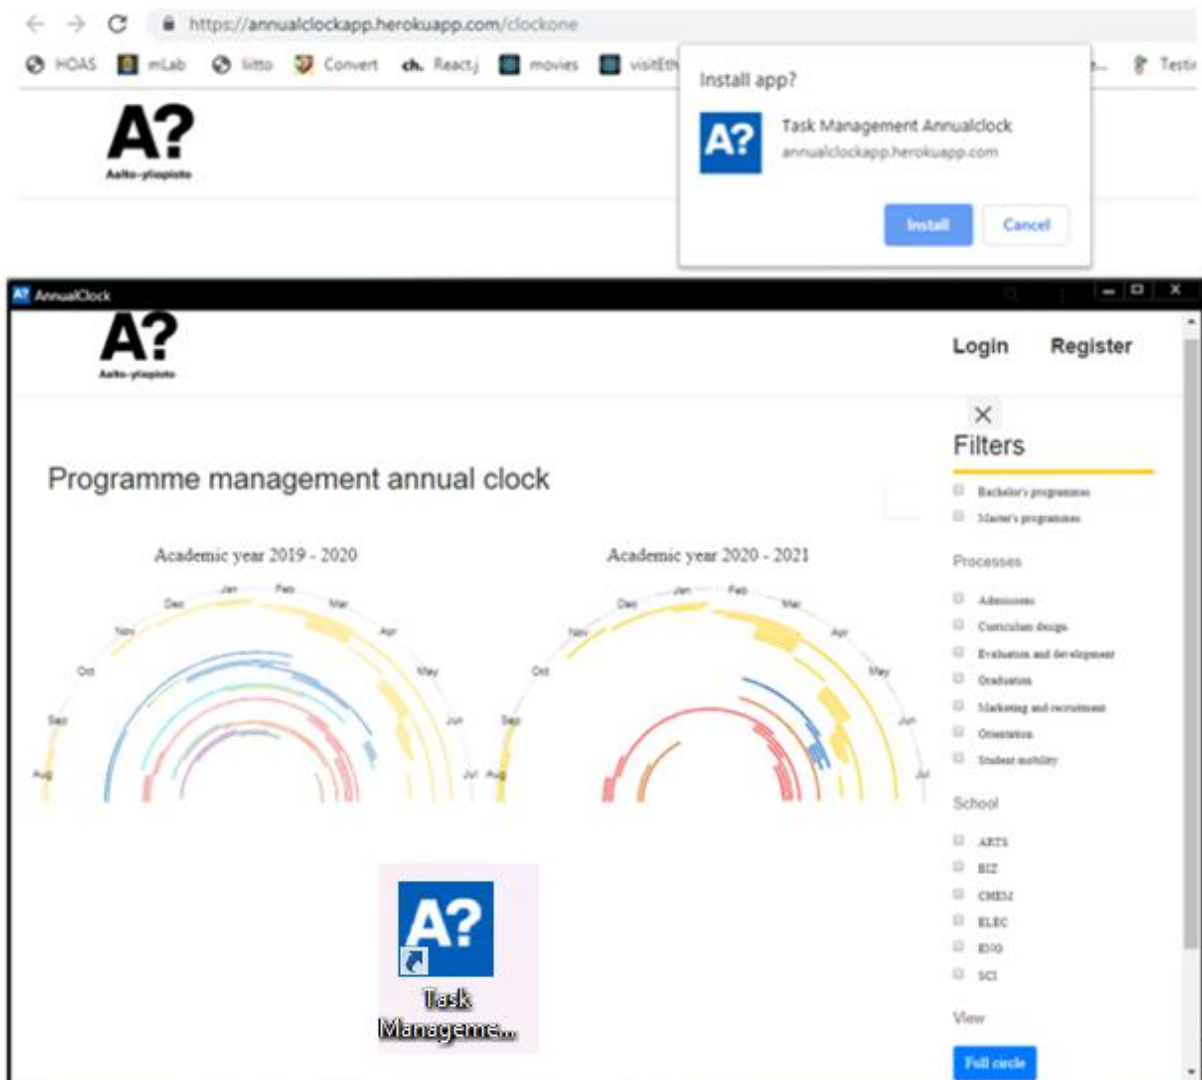 https://annualclockapp.herokuapp.com/clockone
HOAS mLab liitto Convert ch. React.j movies visitEth
Testin
Install app?
Task Management Annualclock
annualclockapp.herokuapp.com
Install Cancel
A?
Aalto-yliopisto
A?
AnnualClock
A?
Aalto-yliopisto
Login Register
Filters
Programme management annual clock
Bachelor's programmes
Master's programmes
Academic year 2019 - 2020
Aug Sep Oct Nov Dec Jan Feb Mar Apr May Jun Jul
Academic year 2020 - 2021
Aug Sep Oct Nov Dec Jan Feb Mar Apr May Jun Jul
Processes
Admissions
Curriculum design
Evaluation and development
Graduation
Marketing and recruitment
Orientation
Student mobility
School
ARTS
BIZ
CHEM
ELEC
ENG
SCI
View
Full circle
A?
Task
Manageme...